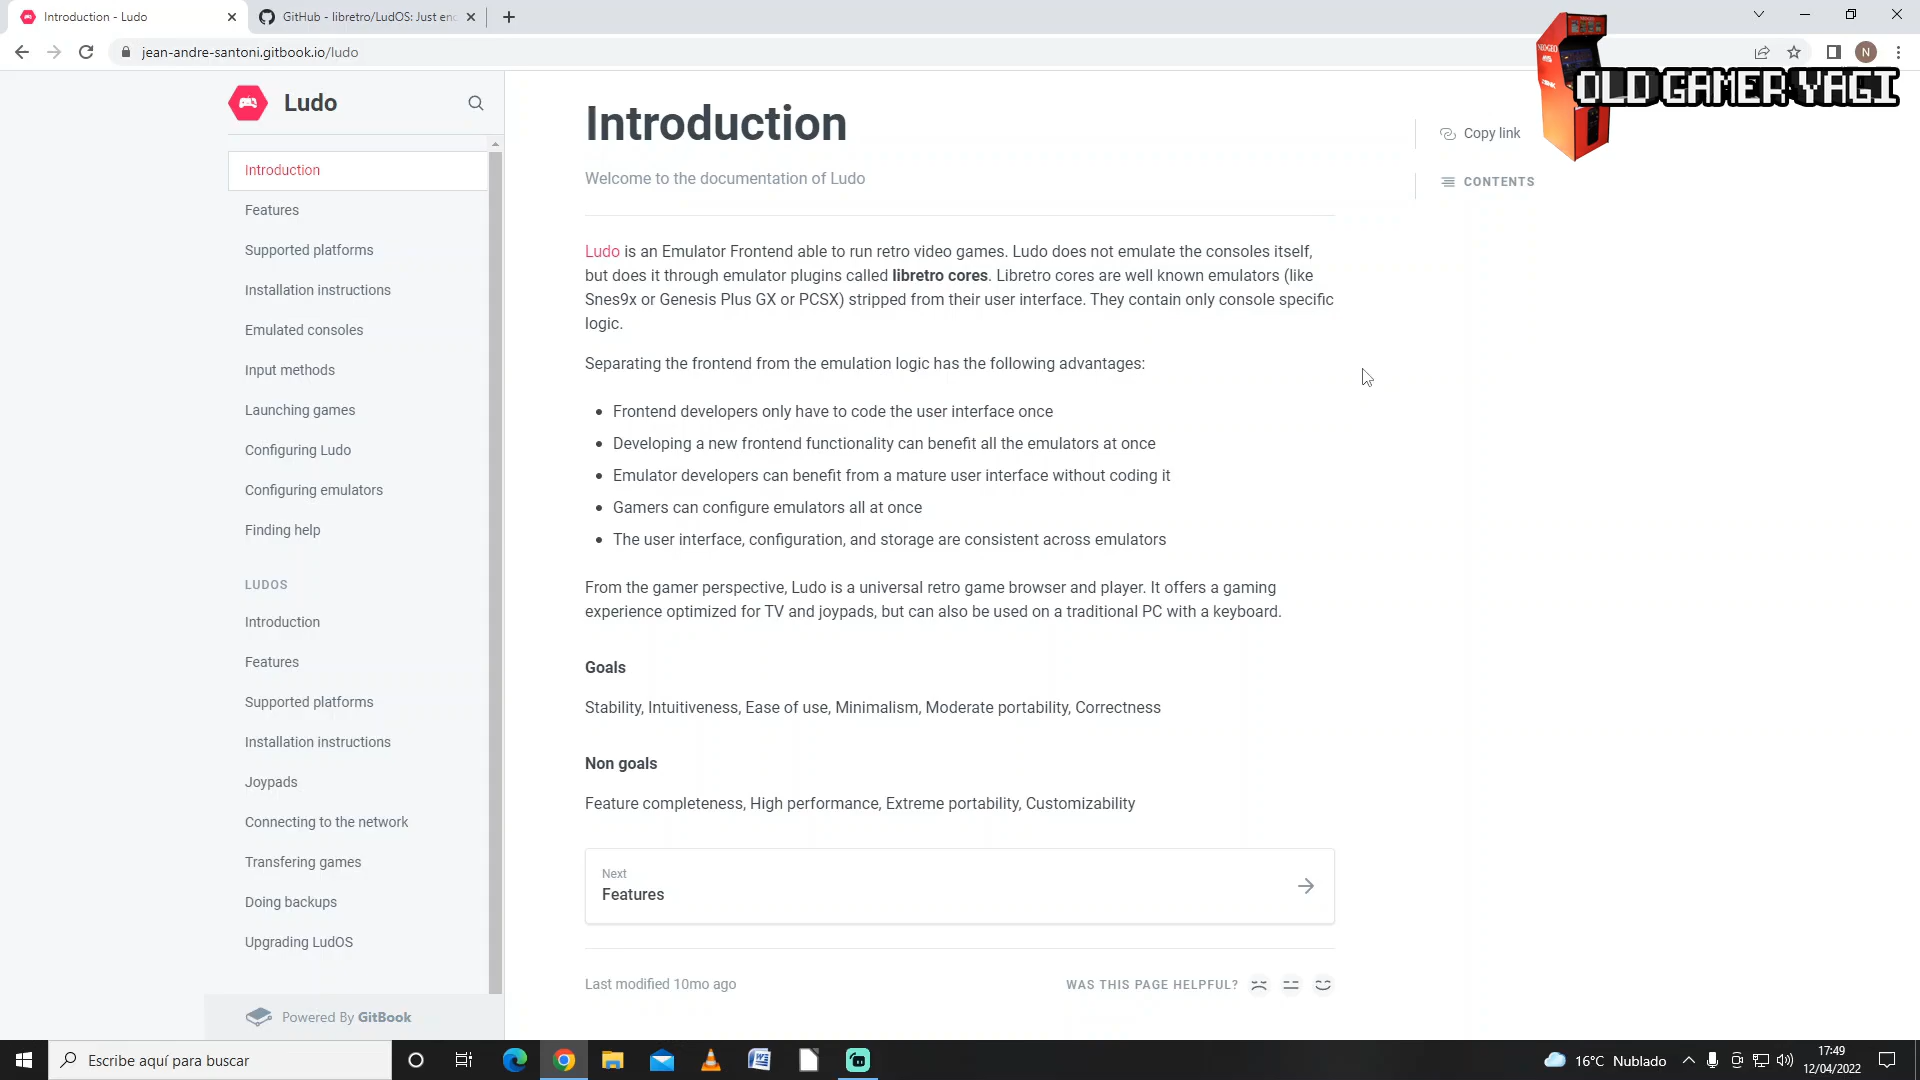 Introduction - Ludo
GitHub - libretro/LudOS: Just en
jean-andre-santoni.gitbook.io/ludo
N
OLD GAMER YAGI
Ludo
Introduction
Features
Supported platforms
Installation instructions
Emulated consoles
Input methods
Launching games
Configuring Ludo
Configuring emulators
Finding help
LUDOS
Introduction
Features
Supported platforms
Installation instructions
Joypads
Connecting to the network
Transfering games
Doing backups
Upgrading LudOS
Powered By GitBook
Introduction
Welcome to the documentation of Ludo
Ludo is an Emulator Frontend able to run retro video games. Ludo does not emulate the consoles itself,
but does it through emulator plugins called libretro cores. Libretro cores are well known emulators (like
Snes9x or Genesis Plus GX or PCSX) stripped from their user interface. They contain only console specific
logic.
Separating the frontend from the emulation logic has the following advantages:
Frontend developers only have to code the user interface once
Developing a new frontend functionality can benefit all the emulators at once
Emulator developers can benefit from a mature user interface without coding it
Gamers can configure emulators all at once
The user interface, configuration, and storage are consistent across emulators
From the gamer perspective, Ludo is a universal retro game browser and player. It offers a gaming
experience optimized for TV and joypads, but can also be used on a traditional PC with a keyboard.
Goals
Stability, Intuitiveness, Ease of use, Minimalism, Moderate portability, Correctness
Non goals
Feature completeness, High performance, Extreme portability, Customizability
Next
Features
Last modified 10mo ago
WAS THIS PAGE HELPFUL?
Copy link
CONTENTS
Escribe aquí para buscar
16°C Nublado
17:49
12/04/2022